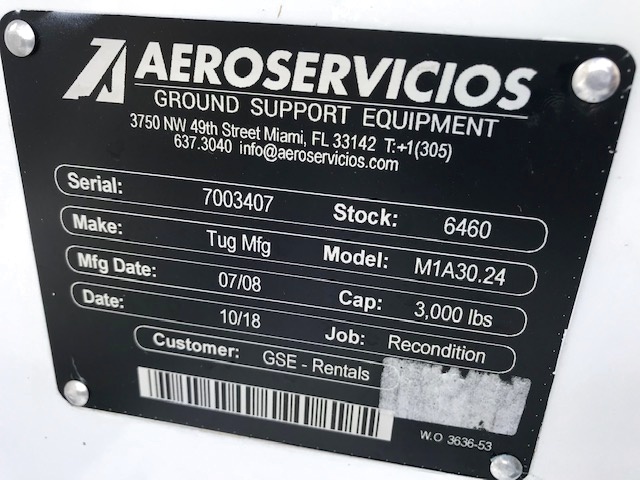 AEROSERVICIOS
GROUND SUPPORT EQUIPMENT
3750 NW 49th Street Miami, FL 33142 T:+1(305)
637.3040 info@aeroservicios.com
Serial: 7003407 Stock: 6460
Make: Tug Mfg Model: M1A30.24
Mfg Date: 07/08 Cap: 3,000 lbs
Date: 10/18 Job: Recondition
Customer: GSE - Rentals
W.O 3636-53